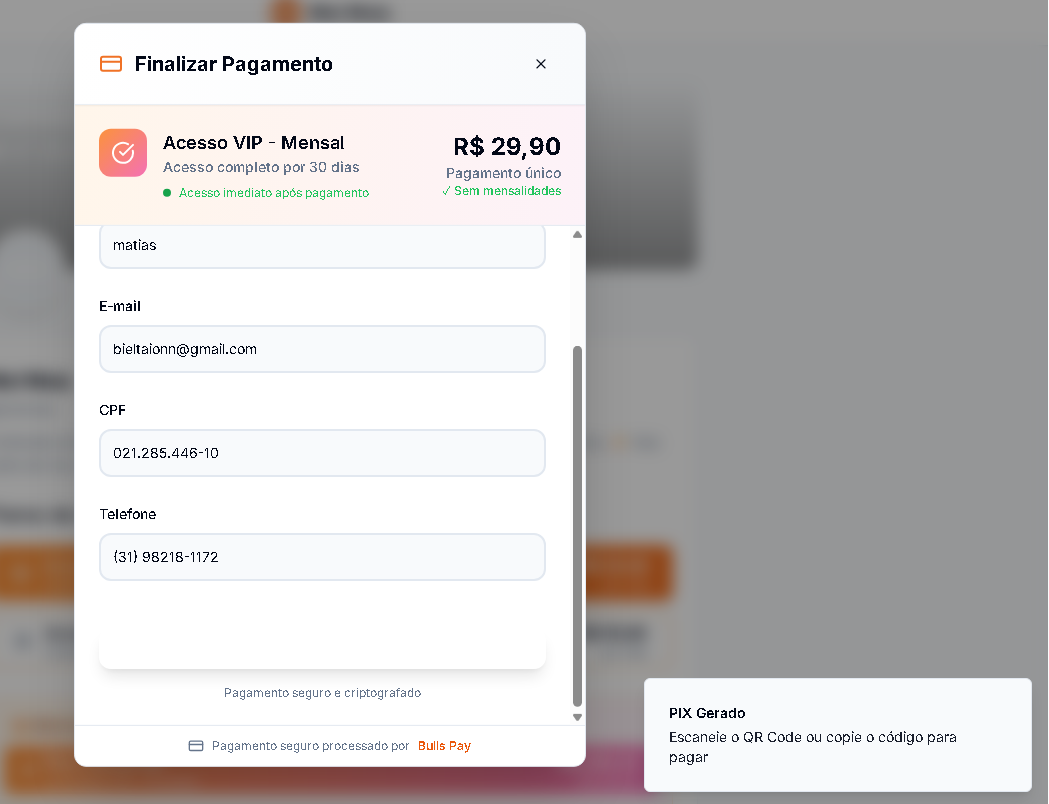 Finalizar Pagamento
Acesso VIP - Mensal
R$ 29,90
Acesso completo por 30 dias
Pagamento único
Acesso imediato após pagamento
✓ Sem mensalidades
matias
E-mail
bieltaionn@gmail.com
CPF
021.285.446-10
Telefone
(31) 98218-1172
Pagamento seguro e criptografado
Pagamento seguro processado por Bulls Pay
PIX Gerado
Escaneie o QR Code ou copie o código para
pagar